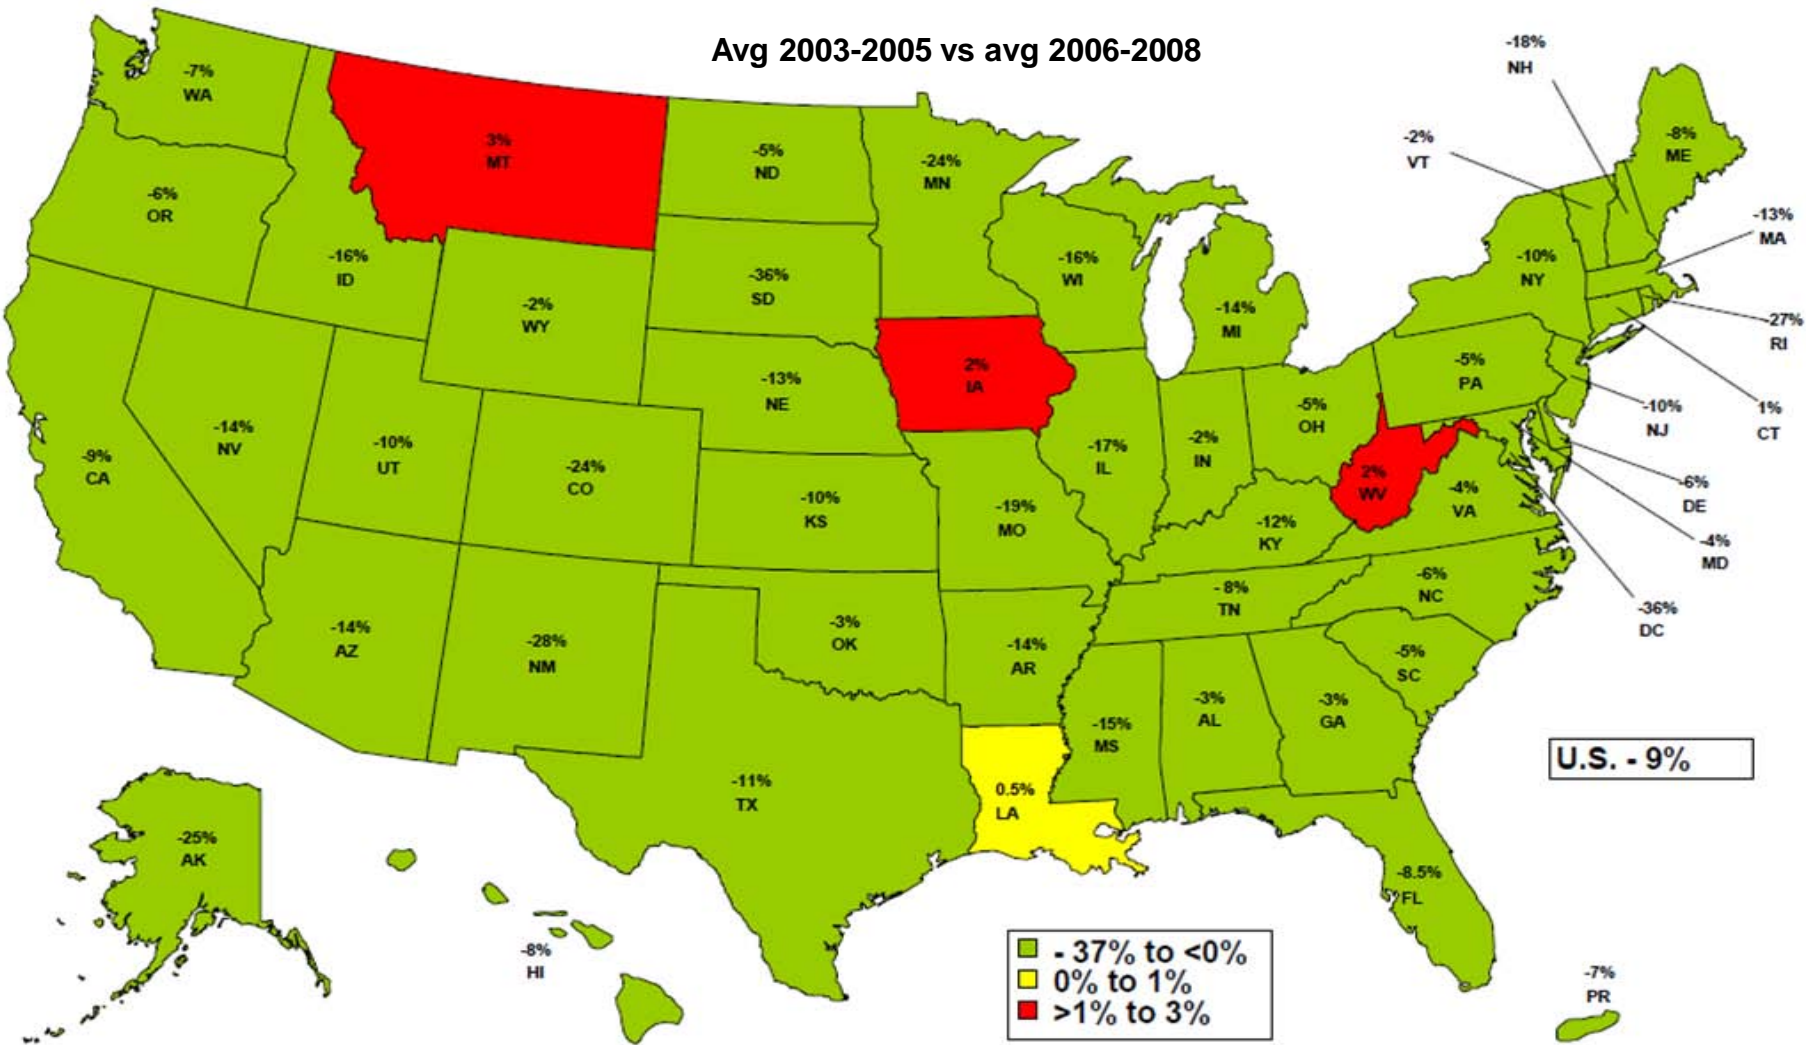 Avg 2003-2005 vs avg 2006-2008
-7%
WA
-6%
OR
-9%
CA
-14%
NV
-16%
ID
3%
MT
-2%
WY
-10%
UT
-24%
CO
-14%
AZ
-28%
NM
-5%
ND
-36%
SD
-13%
NE
-10%
KS
-3%
OK
-11%
TX
-24%
MN
2%
IA
-19%
MO
-14%
AR
0.5%
LA
-16%
WI
-17%
IL
-14%
MI
-2%
IN
-5%
OH
-12%
KY
- 8%
TN
-15%
MS
-3%
AL
-3%
GA
-8.5%
FL
-5%
SC
-6%
NC
-4%
VA
2%
WV
-5%
PA
-10%
NY
-2%
VT
-18%
NH
-8%
ME
-13%
MA
-27%
RI
1%
CT
-10%
NJ
-6%
DE
-4%
MD
-36%
DC
U.S. - 9%
-25%
AK
-8%
HI
-7%
PR
- 37% to <0%
0% to 1%
>1% to 3%